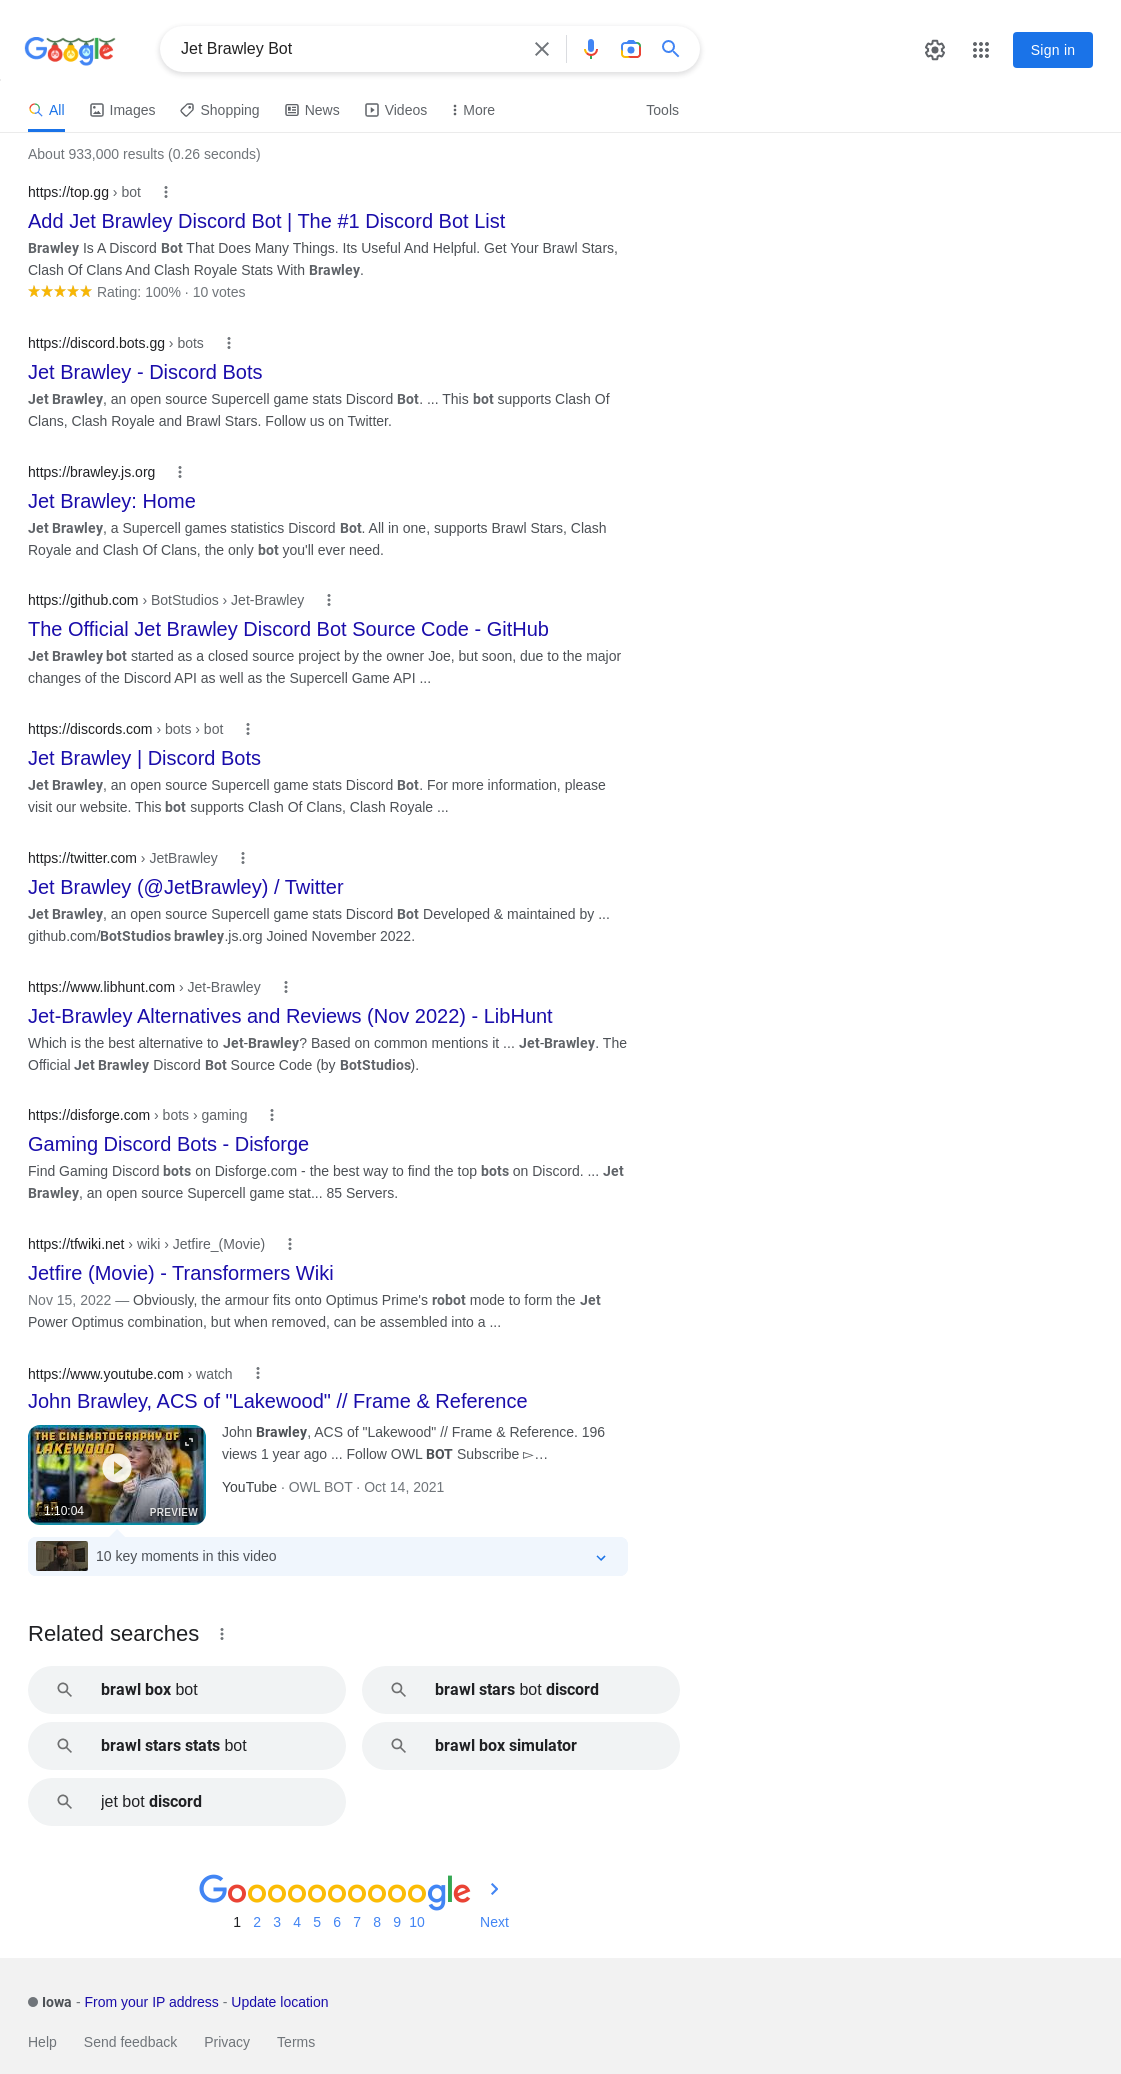 Google
Jet Brawley Bot
Sign in
All Images Shopping News Videos More Tools
About 933,000 results (0.26 seconds)
https://top.gg › bot
Add Jet Brawley Discord Bot | The #1 Discord Bot List
Brawley Is A Discord Bot That Does Many Things. Its Useful And Helpful. Get Your Brawl Stars,
Clash Of Clans And Clash Royale Stats With Brawley.
Rating: 100% · 10 votes
https://discord.bots.gg › bots
Jet Brawley - Discord Bots
Jet Brawley, an open source Supercell game stats Discord Bot. ... This bot supports Clash Of
Clans, Clash Royale and Brawl Stars. Follow us on Twitter.
https://brawley.js.org
Jet Brawley: Home
Jet Brawley, a Supercell games statistics Discord Bot. All in one, supports Brawl Stars, Clash
Royale and Clash Of Clans, the only bot you'll ever need.
https://github.com › BotStudios › Jet-Brawley
The Official Jet Brawley Discord Bot Source Code - GitHub
Jet Brawley bot started as a closed source project by the owner Joe, but soon, due to the major
changes of the Discord API as well as the Supercell Game API ...
https://discords.com › bots › bot
Jet Brawley | Discord Bots
Jet Brawley, an open source Supercell game stats Discord Bot. For more information, please
visit our website. This bot supports Clash Of Clans, Clash Royale ...
https://twitter.com › JetBrawley
Jet Brawley (@JetBrawley) / Twitter
Jet Brawley, an open source Supercell game stats Discord Bot Developed & maintained by ...
github.com/BotStudios brawley.js.org Joined November 2022.
https://www.libhunt.com › Jet-Brawley
Jet-Brawley Alternatives and Reviews (Nov 2022) - LibHunt
Which is the best alternative to Jet-Brawley? Based on common mentions it ... Jet-Brawley. The
Official Jet Brawley Discord Bot Source Code (by BotStudios).
https://disforge.com › bots › gaming
Gaming Discord Bots - Disforge
Find Gaming Discord bots on Disforge.com - the best way to find the top bots on Discord. ... Jet
Brawley, an open source Supercell game stat... 85 Servers.
https://tfwiki.net › wiki › Jetfire_(Movie)
Jetfire (Movie) - Transformers Wiki
Nov 15, 2022 — Obviously, the armour fits onto Optimus Prime's robot mode to form the Jet
Power Optimus combination, but when removed, can be assembled into a ...
https://www.youtube.com › watch
John Brawley, ACS of "Lakewood" // Frame & Reference
THE CINEMATOGRAPHY OF
LAKEWOOD
1:10:04
PREVIEW
John Brawley, ACS of "Lakewood" // Frame & Reference. 196
views 1 year ago ... Follow OWL BOT Subscribe ▻…
YouTube · OWL BOT · Oct 14, 2021
10 key moments in this video
Related searches
brawl box bot
brawl stars bot discord
brawl stars stats bot
brawl box simulator
jet bot discord
Goooooooooogle
1 2 3 4 5 6 7 8 9 10 Next
Iowa - From your IP address - Update location
Help Send feedback Privacy Terms